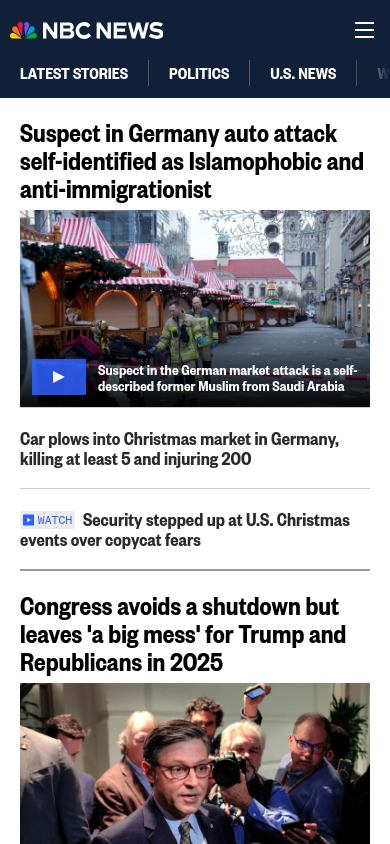 NBC NEWS
LATEST STORIES
POLITICS
U.S. NEWS
Suspect in Germany auto attack
self-identified as Islamophobic and
anti-immigrationist
Suspect in the German market attack is a self-
described former Muslim from Saudi Arabia
Car plows into Christmas market in Germany,
killing at least 5 and injuring 200
WATCH Security stepped up at U.S. Christmas
events over copycat fears
Congress avoids a shutdown but
leaves 'a big mess' for Trump and
Republicans in 2025